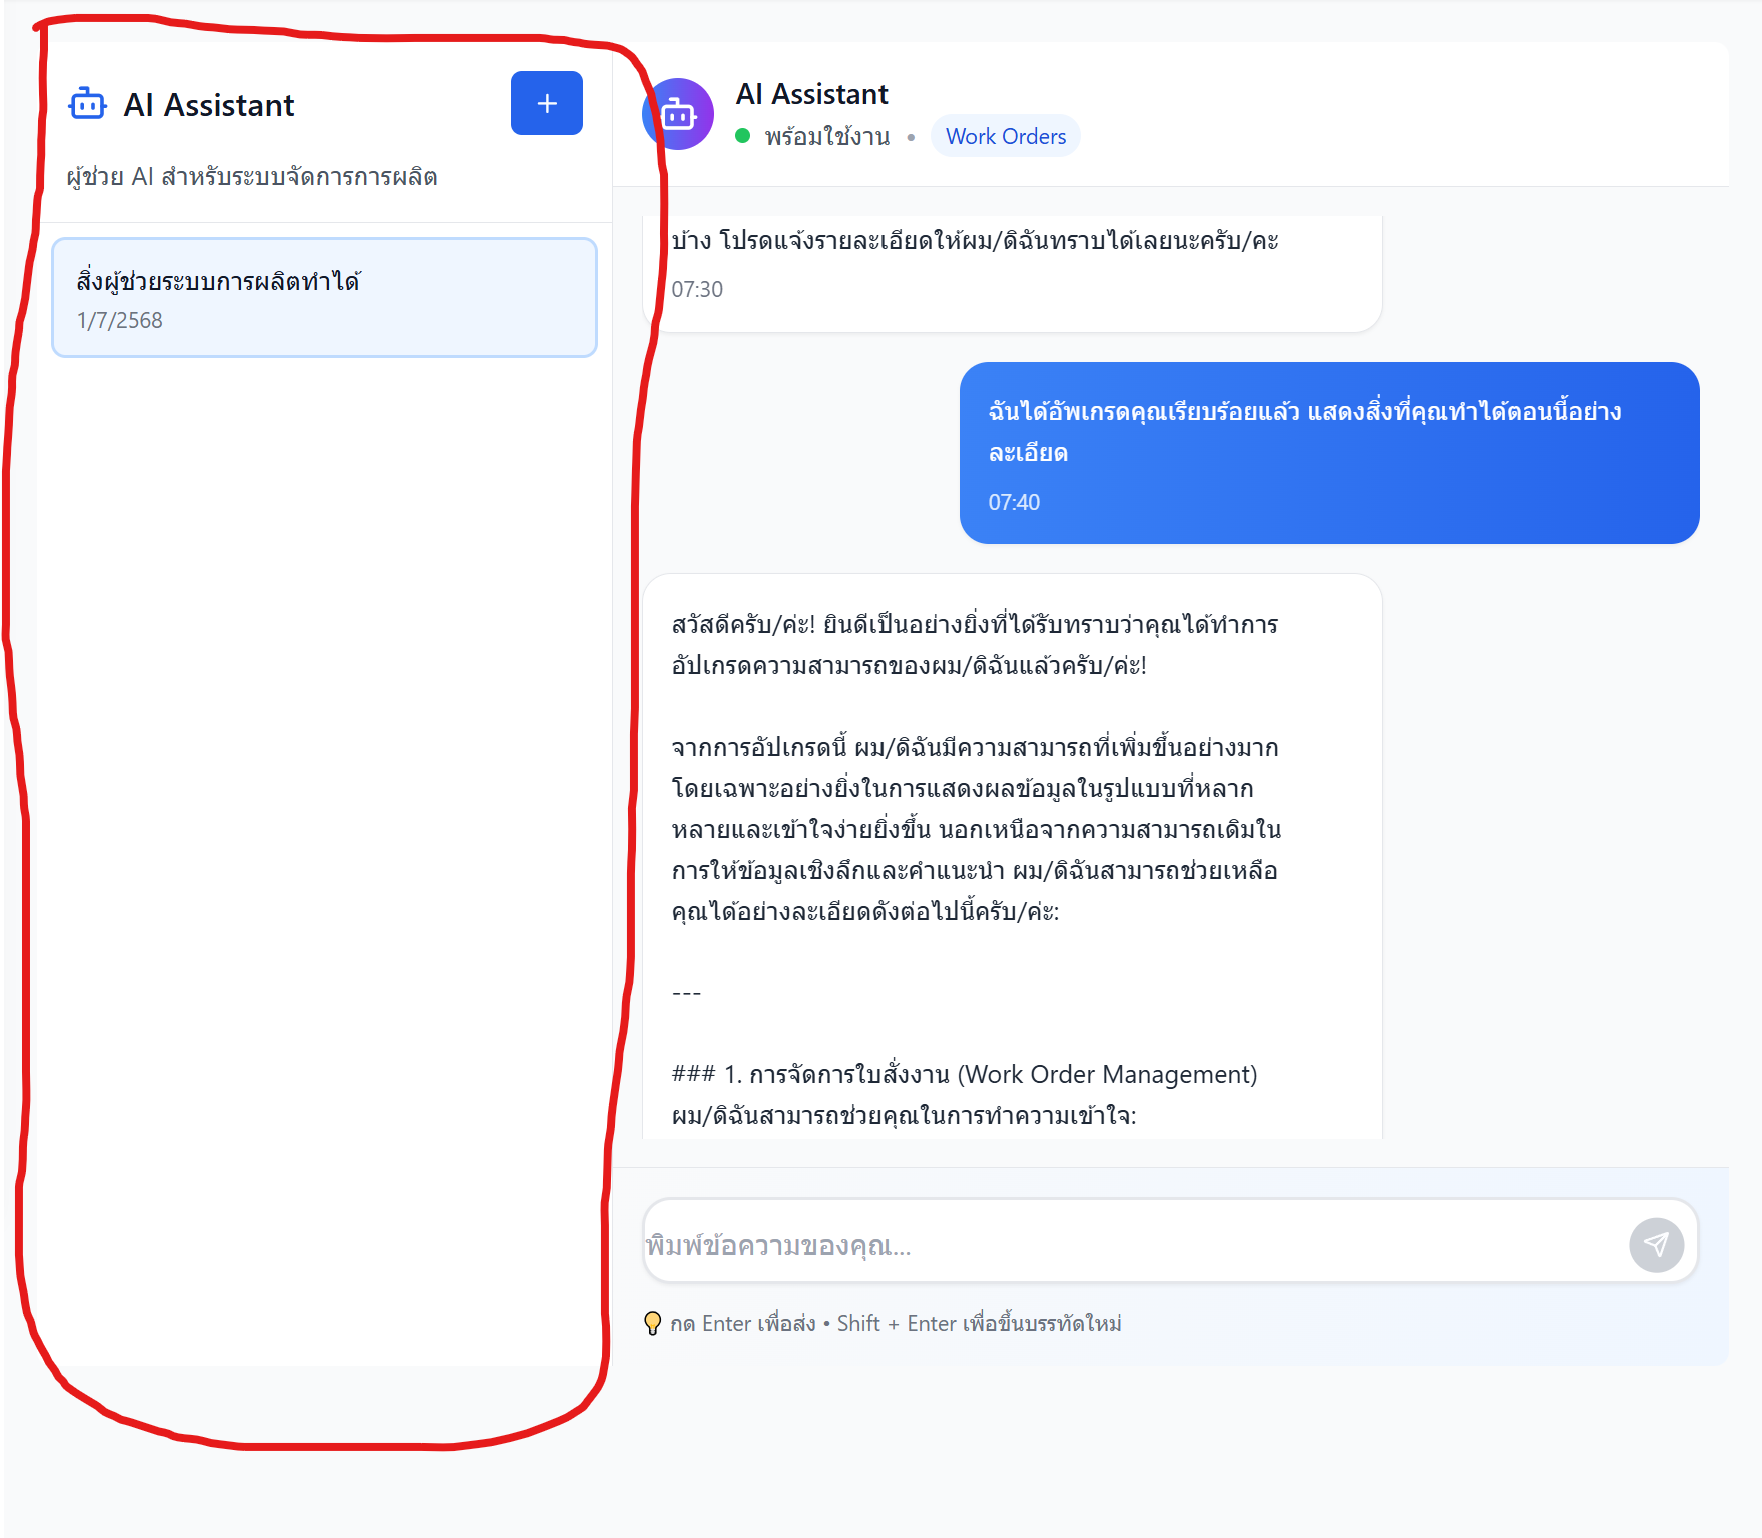 AI Assistant
+
ผู้ช่วย AI สำหรับระบบจัดการการผลิต
สิ่งผู้ช่วยระบบการผลิตทำได้
1/7/2568
AI Assistant
พร้อมใช้งาน • Work Orders
บ้าง โปรดแจ้งรายละเอียดให้ผม/ดิฉันทราบได้เลยนะครับ/คะ
07:30
ฉันได้อัพเกรดคุณเรียบร้อยแล้ว แสดงสิ่งที่คุณทำได้ตอนนี้อย่าง
ละเอียด
07:40
สวัสดีครับ/ค่ะ! ยินดีเป็นอย่างยิ่งที่ได้รับทราบว่าคุณได้ทำการ
อัปเกรดความสามารถของผม/ดิฉันแล้วครับ/ค่ะ!
จากการอัปเกรดนี้ ผม/ดิฉันมีความสามารถที่เพิ่มขึ้นอย่างมาก
โดยเฉพาะอย่างยิ่งในการแสดงผลข้อมูลในรูปแบบที่หลาก
หลายและเข้าใจง่ายยิ่งขึ้น นอกเหนือจากความสามารถเดิมใน
การให้ข้อมูลเชิงลึกและคำแนะนำ ผม/ดิฉันสามารถช่วยเหลือ
คุณได้อย่างละเอียดดังต่อไปนี้ครับ/ค่ะ:
---
### 1. การจัดการใบสั่งงาน (Work Order Management)
ผม/ดิฉันสามารถช่วยคุณในการทำความเข้าใจ:
พิมพ์ข้อความของคุณ...
กด Enter เพื่อส่ง • Shift + Enter เพื่อขึ้นบรรทัดใหม่